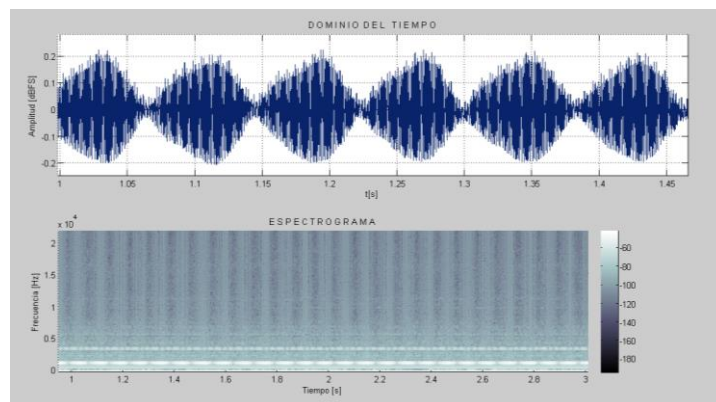 DOMINIO DEL TIEMPO
Amplitud [dBFS]
0.2
0.1
0
-0.1
-0.2
1 1.05 1.1 1.15 1.2 1.25 1.3 1.35 1.4 1.45
t[s]
ESPECTROGRAMA
x 10^4
Frecuencia [Hz]
2
1.5
1
0.5
0
1 1.2 1.4 1.6 1.8 2 2.2 2.4 2.6 2.8 3
Tiempo [s]
-60
-80
-100
-120
-140
-160
-180